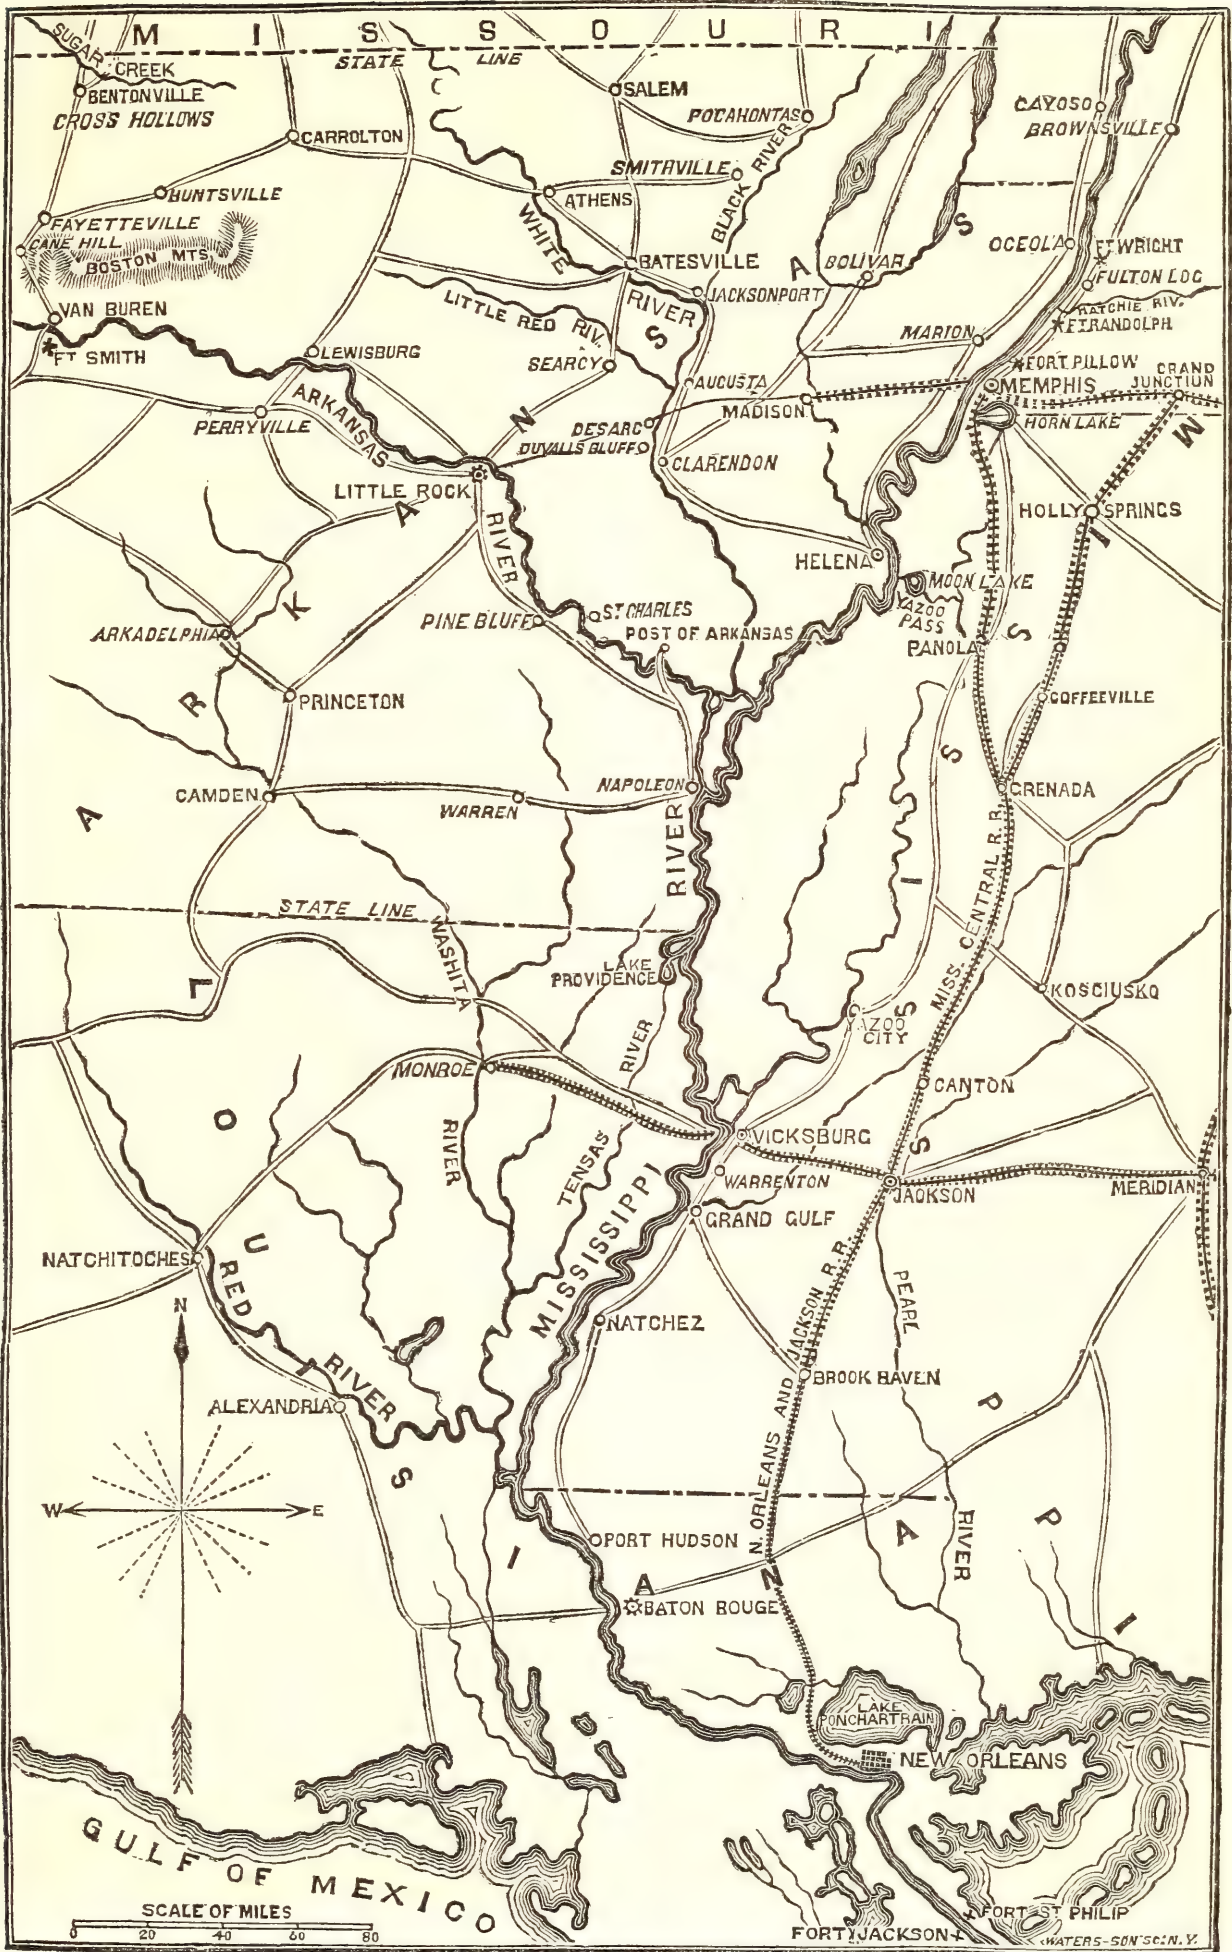 MISSOURI
STATE LINE
SUGAR CREEK
BENTONVILLE
CROSS HOLLOWS
CARROLTON
SALEM
POCAHONTAS
CAYOSO
BROWNSVILLE
HUNTSVILLE
SMITHVILLE
BLACK RIVER
ATHENS
FAYETTEVILLE
CANE HILL
BOSTON MTS.
WHITE RIVER
BATESVILLE
BOLIVAR
OCEOLA
FT WRIGHT
FULTON LOG
JACKSONPORT
HATCHIE RIV.
FT RANDOLPH
VAN BUREN
FT SMITH
LITTLE RED RIV.
MARION
LEWISBURG
SEARCY
FORT PILLOW
GRAND JUNCTIUN
AUGUSTA
MEMPHIS
MADISON
ARKANSAS RIVER
PERRYVILLE
DESARC
DUVALLS BLUFF
HORN LAKE
CLARENDON
LITTLE ROCK
HOLLY SPRINGS
HELENA
MOON LAKE
YAZOO PASS
ST CHARLES
PINE BLUFF
POST OF ARKANSAS
ARKADELPHIA
PANOLA
PRINCETON
COFFEEVILLE
CAMDEN
WARREN
NAPOLEON
GRENADA
ARKANSAS
MISSISSIPPI
RIVER
STATE LINE
WASHITA RIVER
LAKE PROVIDENCE
MISS. CENTRAL R.R.
KOSCIUSKO
YAZOO CITY
RIVER
MONROE
CANTON
VICKSBURG
TENSAS
WARRENTON
JACKSON
MERIDIAN
GRAND GULF
MISSISSIPPI
LOUISIANA
NATCHITOCHES
RED RIVER
PEARL RIVER
NATCHEZ
N
BROOK HAVEN
ALEXANDRIA
N. ORLEANS AND JACKSON R.R.
W
E
PORT HUDSON
BATON ROUGE
LAKE PONCHARTRAIN
NEW ORLEANS
GULF OF MEXICO
SCALE OF MILES
0 20 40 60 80
FORT JACKSON
FORT ST PHILIP
WATERS-SON SC. N.Y.